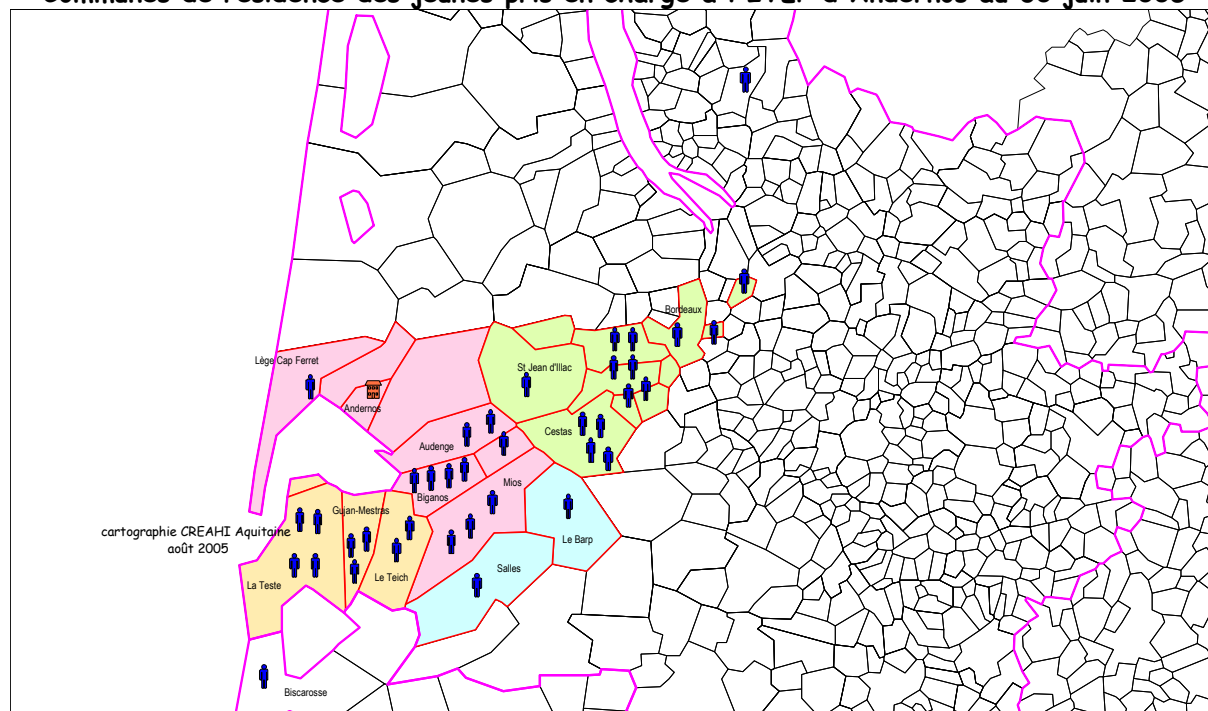 Bordeaux
Lège Cap Ferret
St Jean d'Illac
Andernos
Cestas
Audenge
Mios
Biganos
Gujan-Mestras
cartographie CREAHI Aquitaine
août 2005
Le Barp
Salles
Le Teich
La Teste
Biscarosse